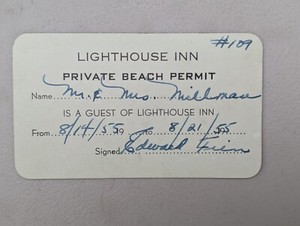 #109
LIGHTHOUSE INN
PRIVATE BEACH PERMIT
Name Mr. & Mrs. Millman
IS A GUEST OF LIGHTHOUSE INN
From 8/14/55 19 to 8/21/55
Signed Edward